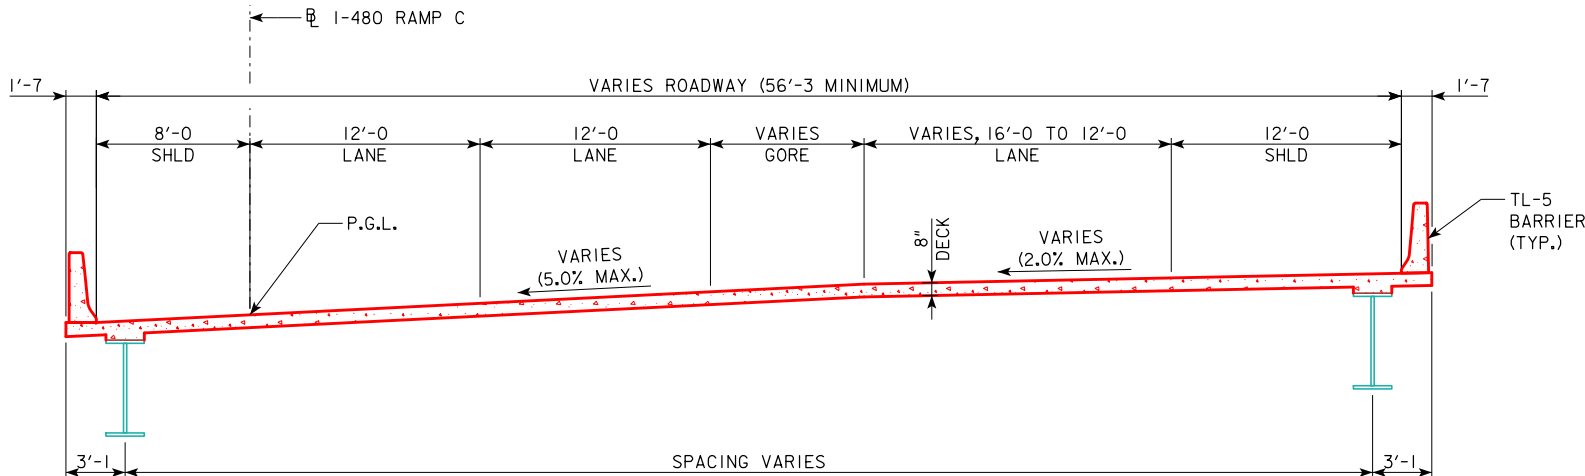 ℄ I-480 RAMP C
1'-7
VARIES ROADWAY (56'-3 MINIMUM)
1'-7
8'-0
SHLD
12'-0
LANE
12'-0
LANE
VARIES
GORE
VARIES, 16'-0 TO 12'-0
LANE
12'-0
SHLD
P.G.L.
VARIES
(5.0% MAX.)
8"
DECK
VARIES
(2.0% MAX.)
TL-5
BARRIER
(TYP.)
3'-1
SPACING VARIES
3'-1